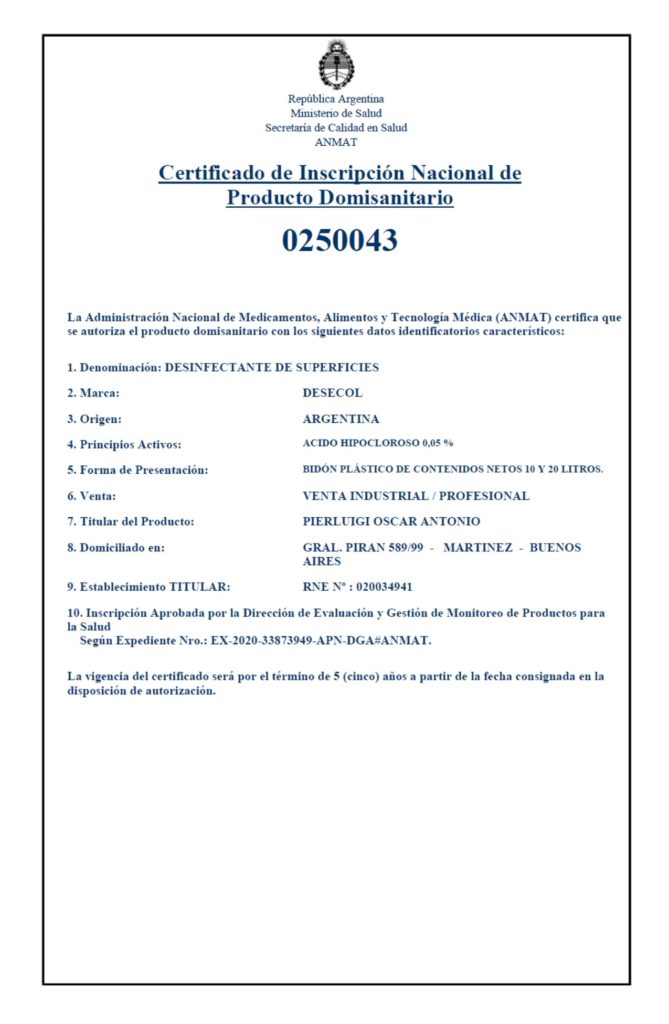 República Argentina
Ministerio de Salud
Secretaría de Calidad en Salud
ANMAT
Certificado de Inscripción Nacional de
Producto Domisanitario
0250043
La Administración Nacional de Medicamentos, Alimentos y Tecnología Médica (ANMAT) certifica que
se autoriza el producto domisanitario con los siguientes datos identificatorios característicos:
1. Denominación: DESINFECTANTE DE SUPERFICIES
2. Marca: DESECOL
3. Origen: ARGENTINA
4. Principios Activos: ACIDO HIPOCLOROSO 0,05 %
5. Forma de Presentación: BIDÓN PLÁSTICO DE CONTENIDOS NETOS 10 Y 20 LITROS.
6. Venta: VENTA INDUSTRIAL / PROFESIONAL
7. Titular del Producto: PIERLUIGI OSCAR ANTONIO
8. Domiciliado en: GRAL. PIRAN 589/99 - MARTINEZ - BUENOS
AIRES
9. Establecimiento TITULAR: RNE Nº : 020034941
10. Inscripción Aprobada por la Dirección de Evaluación y Gestión de Monitoreo de Productos para
la Salud
Según Expediente Nro.: EX-2020-33873949-APN-DGA#ANMAT.
La vigencia del certificado será por el término de 5 (cinco) años a partir de la fecha consignada en la
disposición de autorización.